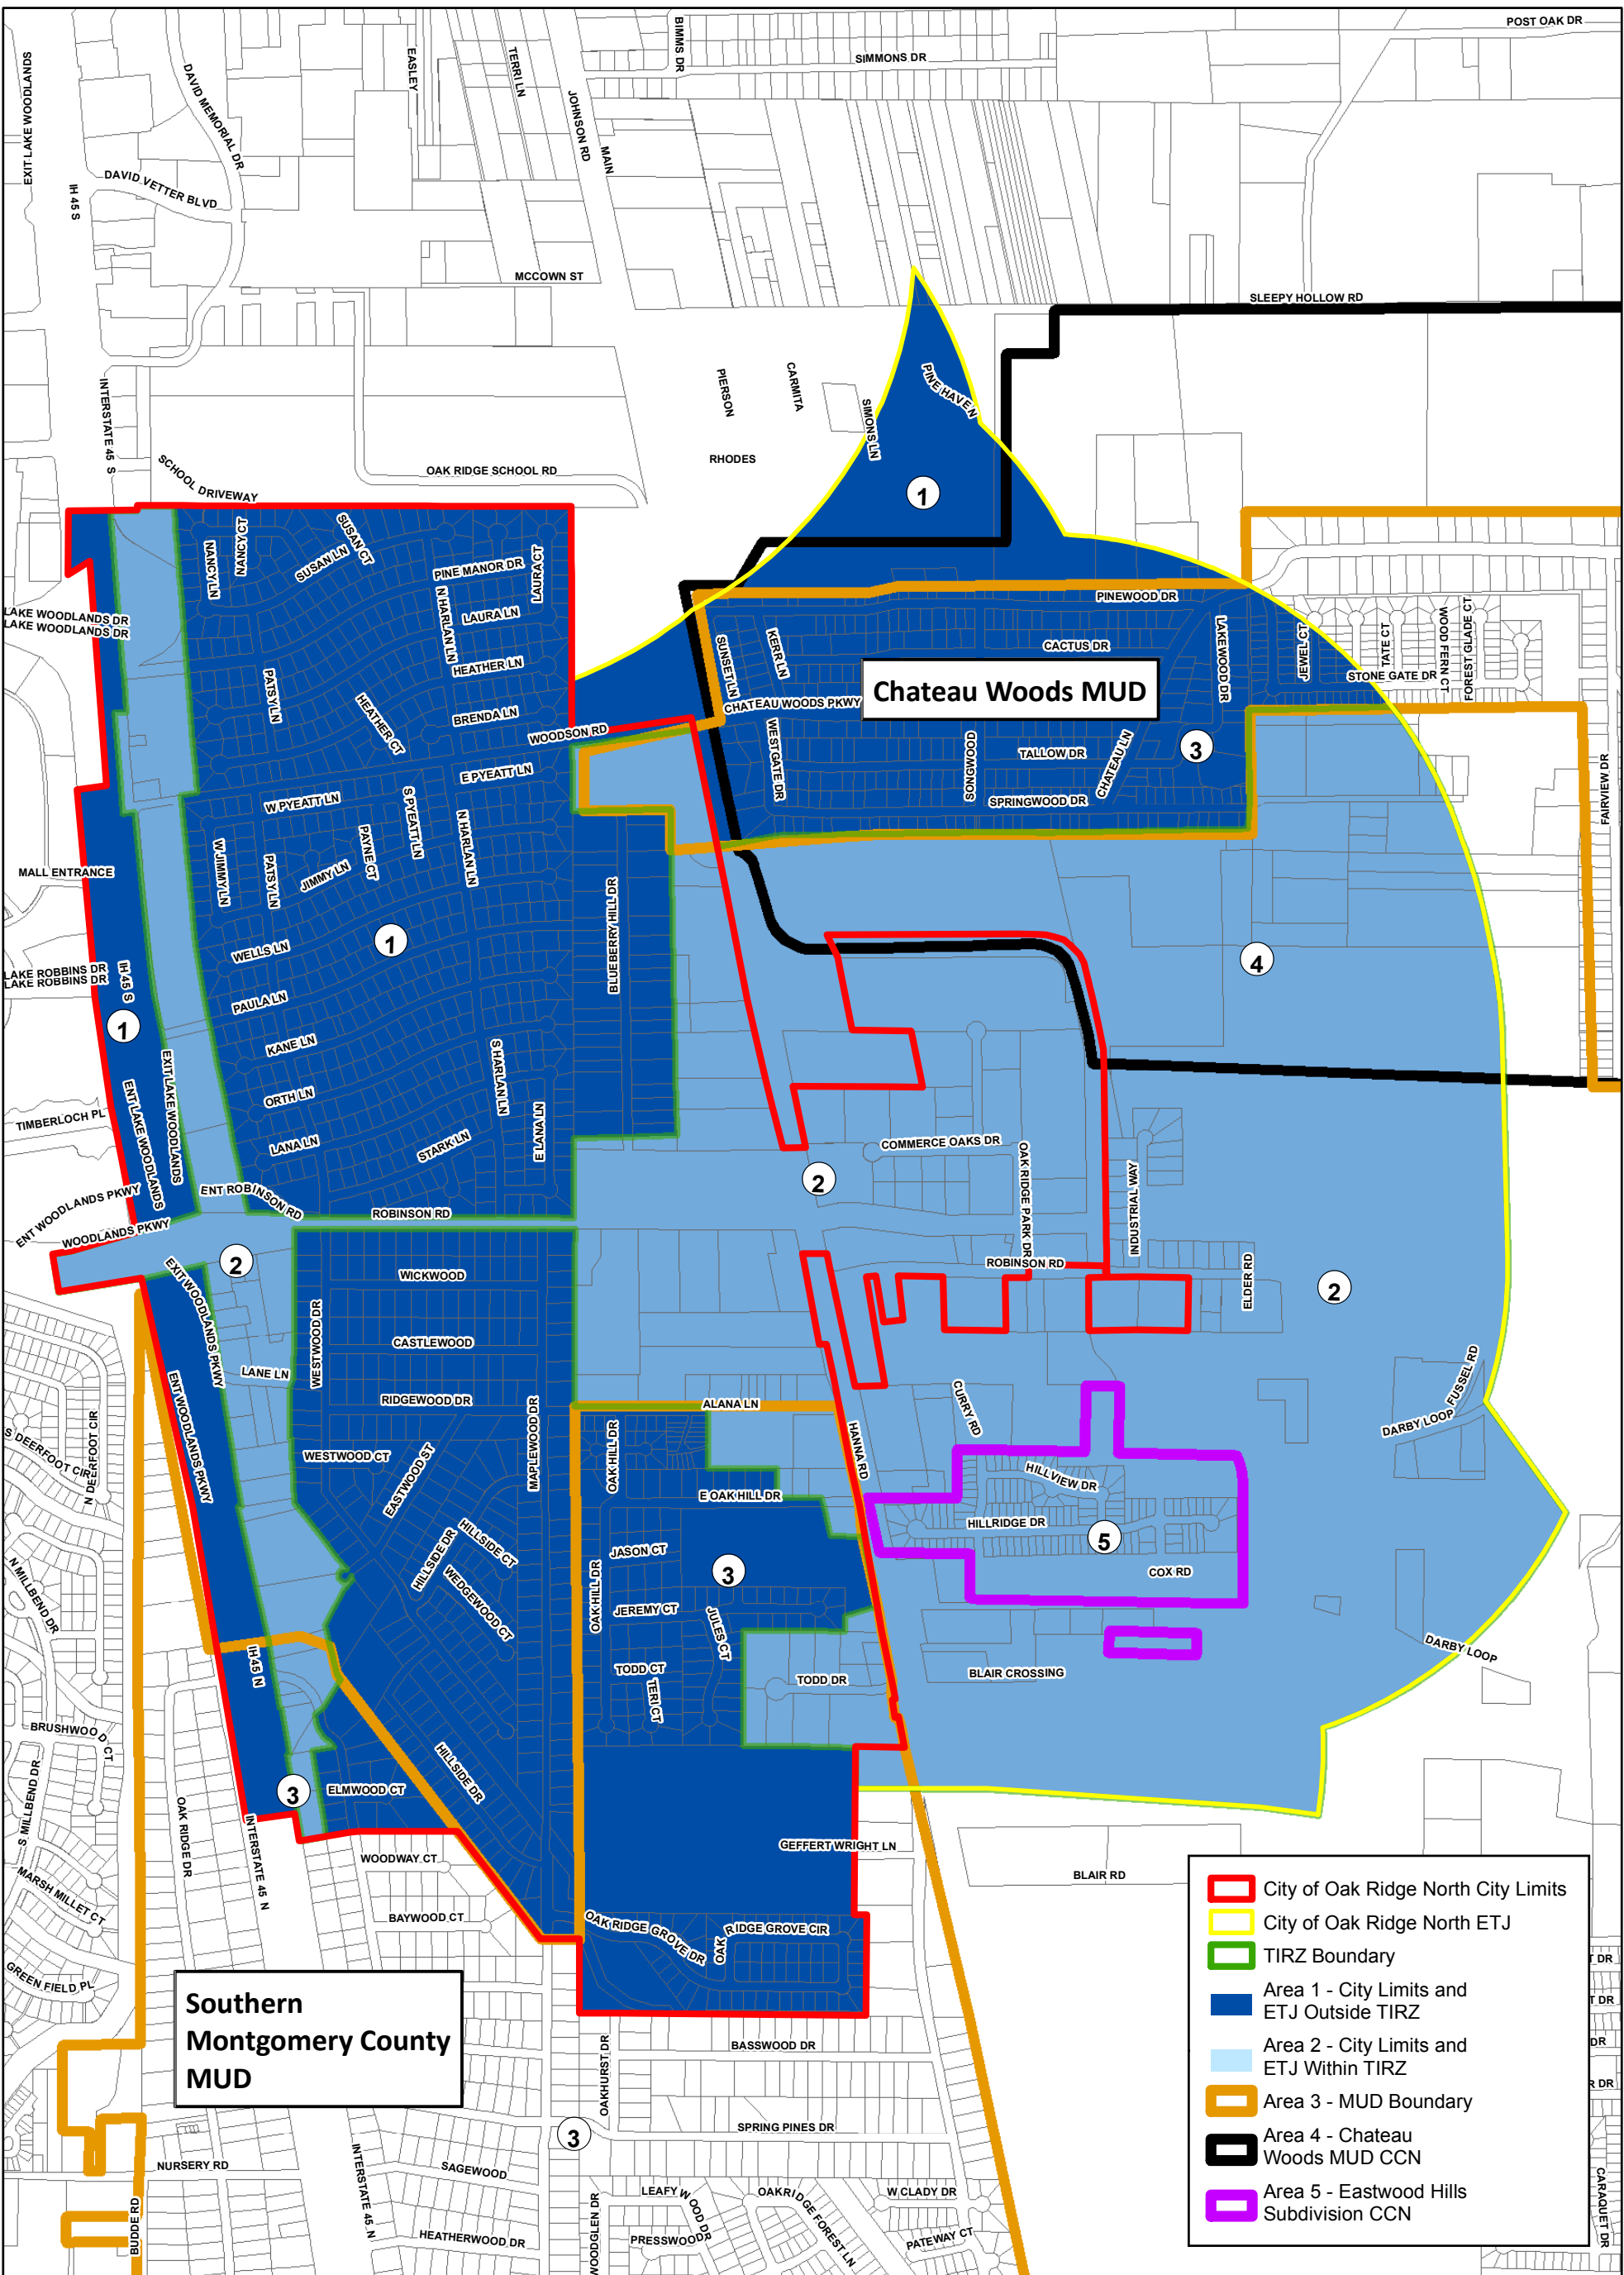 POST OAK DR
BIMMS DR
SIMMONS DR
EXIT LAKE WOODLANDS
EASLEY
TERRI LN
DAVID MEMORIAL DR
JOHNSON RD
MAIN
IH 45 S
DAVID VETTER BLVD
MCCOWN ST
SLEEPY HOLLOW RD
PIERSON
CARMITA
PINE HAVEN
SIMONS LN
INTERSTATE 45 S
RHODES
OAK RIDGE SCHOOL RD
SCHOOL DRIVEWAY
1
NANCY LN
NANCY CT
SUSAN LN
SUSAN CT
PINE MANOR DR
LAURA CT
N HARLAN LN
LAURA LN
HEATHER LN
LAKE WOODLANDS DR
LAKE WOODLANDS DR
PINEWOOD DR
KERR LN
SUNSET LN
CACTUS DR
LAKEWOOD DR
JEWEL CT
TATE CT
WOOD FERN CT
FOREST GLADE CT
STONE GATE DR
Chateau Woods MUD
PATSY LN
HEATHER CT
BRENDA LN
WOODSON RD
CHATEAU WOODS PKWY
WESTGATE DR
SONGWOOD
TALLOW DR
CHATEAU LN
3
SPRINGWOOD DR
E PYEATT LN
W PYEATT LN
S PYEATT LN
N HARLAN LN
PAYNE CT
W JIMMY LN
PATSY LN
JIMMY LN
FAIRVIEW DR
MALL ENTRANCE
BLUEBERRY HILL DR
1
WELLS LN
4
LAKE ROBBINS DR
LAKE ROBBINS DR
IH 45 S
1
PAULA LN
KANE LN
EXIT LAKE WOODLANDS
ENT LAKE WOODLANDS
ORTH LN
S HARLAN LN
E LANA LN
TIMBERLOCH PL
LANA LN
STARK LN
COMMERCE OAKS DR
OAK RIDGE PARK DR
INDUSTRIAL WAY
2
ENT WOODLANDS PKWY
ENT ROBINSON RD
ROBINSON RD
WOODLANDS PKWY
2
EXIT WOODLANDS PKWY
WICKWOOD
ROBINSON RD
ELDER RD
2
WESTWOOD DR
CASTLEWOOD
LANE LN
ENT WOODLANDS PKWY
RIDGEWOOD DR
MAPLEWOOD DR
ALANA LN
HANNA RD
CURRY RD
FUSSEL RD
DARBY LOOP
S DEERFOOT CIR
N DEERFOOT CIR
WESTWOOD CT
EASTWOOD ST
OAK HILL DR
E OAK HILL DR
HILLVIEW DR
HILLRIDGE DR
5
COX RD
HILLSIDE DR
HILLSIDE CT
WEDGEWOOD CT
JASON CT
3
OAK HILL DR
JEREMY CT
JULES CT
N MILLBEND DR
IH 45 N
TODD CT
TERI CT
TODD DR
BLAIR CROSSING
DARBY LOOP
BRUSHWOOD CT
HILLSIDE DR
3
ELMWOOD CT
S MILLBEND DR
OAK RIDGE DR
INTERSTATE 45 N
WOODWAY CT
GEFFERT WRIGHT LN
BLAIR RD
MARSH MILLET CT
BAYWOOD CT
OAK RIDGE GROVE DR
OAK RIDGE GROVE CIR
GREEN FIELD PL
Southern
Montgomery County
MUD
City of Oak Ridge North City Limits
City of Oak Ridge North ETJ
TIRZ Boundary
Area 1 - City Limits and
ETJ Outside TIRZ
Area 2 - City Limits and
ETJ Within TIRZ
Area 3 - MUD Boundary
Area 4 - Chateau
Woods MUD CCN
Area 5 - Eastwood Hills
Subdivision CCN
T DR
T DR
DR
R DR
CARAQUET DR
OAKHURST DR
BASSWOOD DR
3
SPRING PINES DR
NURSERY RD
BUDDE RD
INTERSTATE 45 N
SAGEWOOD
HEATHERWOOD DR
WOODGLEN DR
LEAFY WOOD DR
PRESSWOOD
OAKRIDGE FOREST LN
W CLADY DR
PATEWAY CT